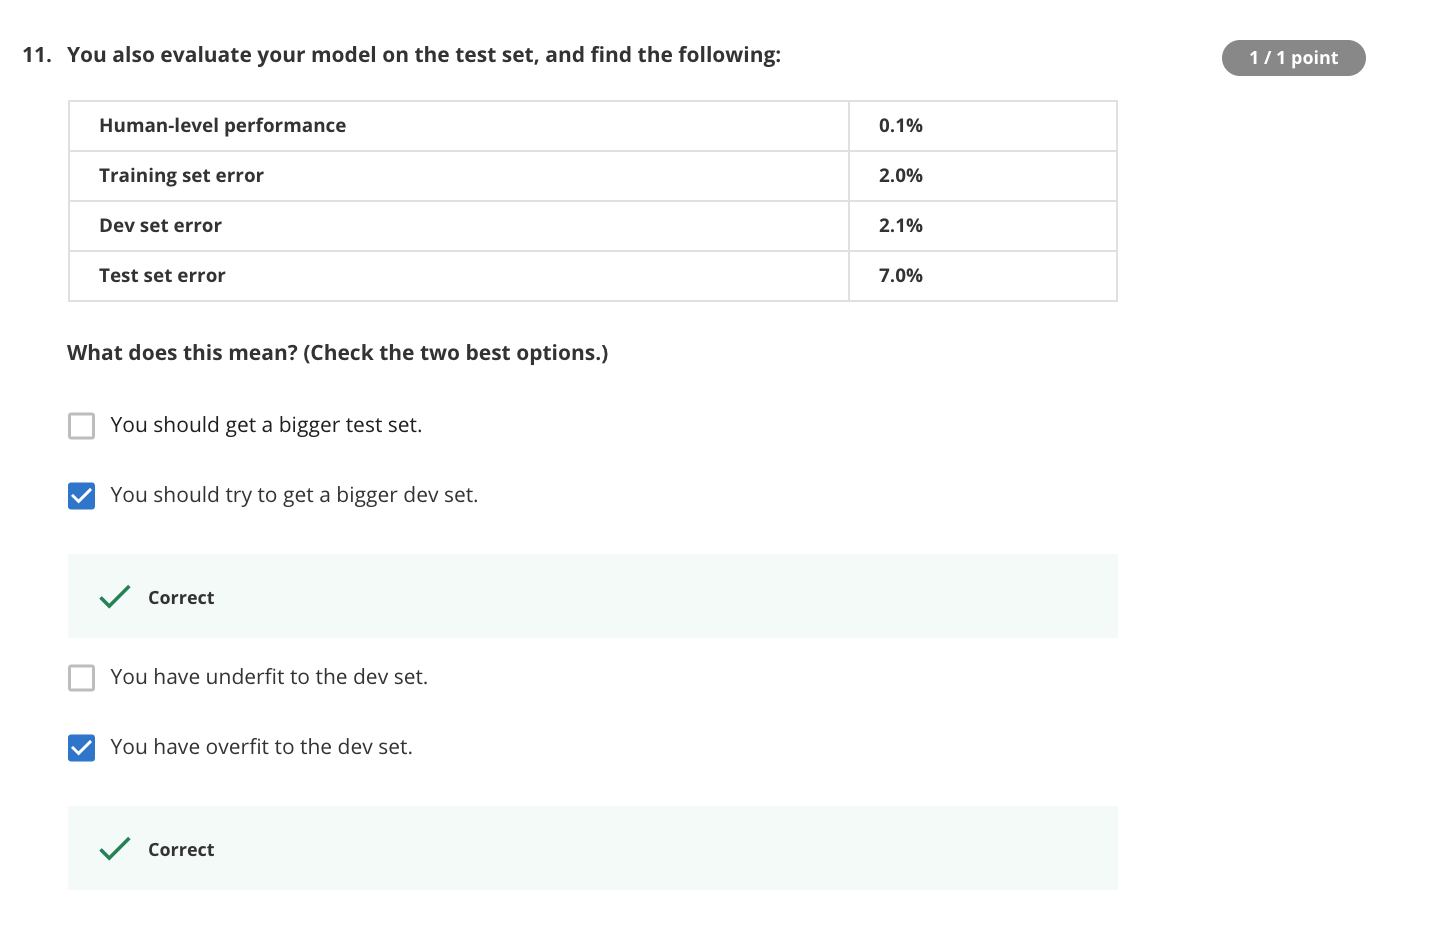 11. You also evaluate your model on the test set, and find the following:
1 / 1 point
Human-level performance 0.1%
Training set error 2.0%
Dev set error 2.1%
Test set error 7.0%
What does this mean? (Check the two best options.)
You should get a bigger test set.
You should try to get a bigger dev set.
Correct
You have underfit to the dev set.
You have overfit to the dev set.
Correct